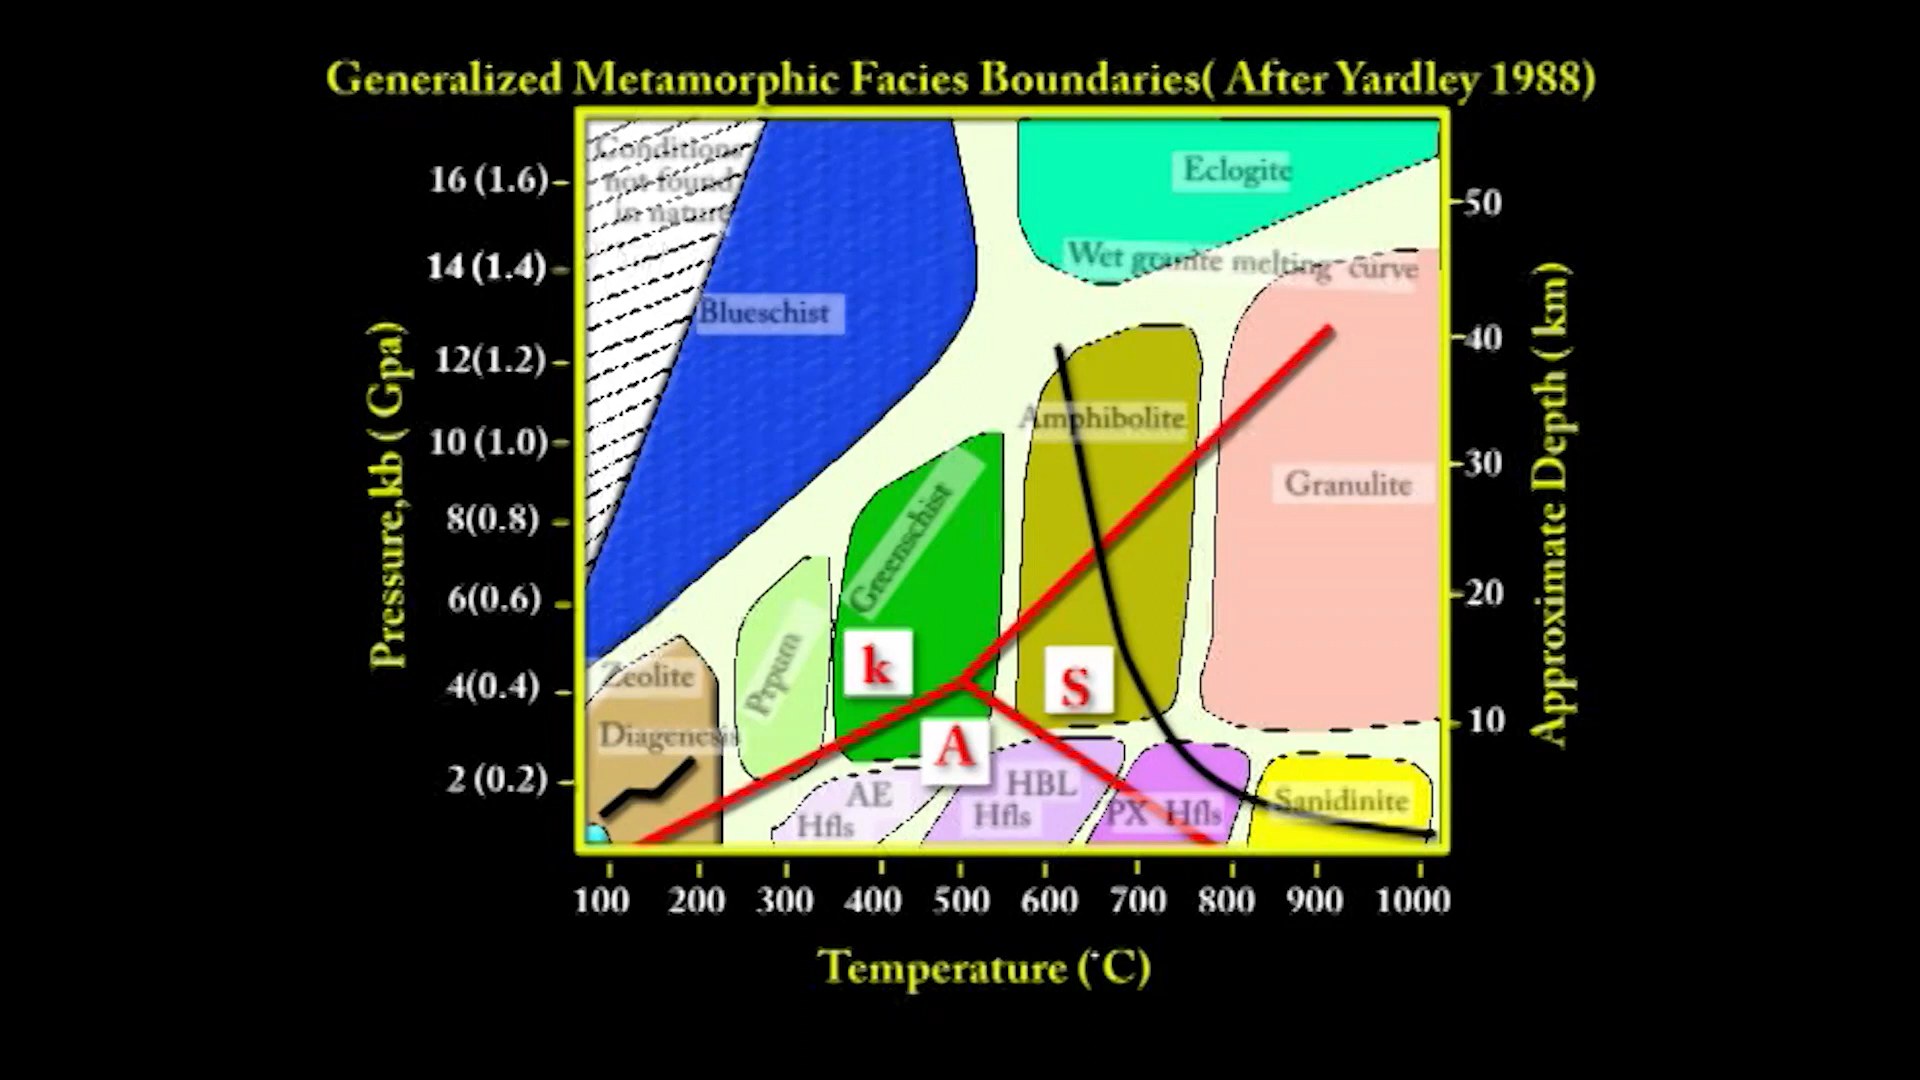 Generalized Metamorphic Facies Boundaries( After Yardley 1988)
Conditions
not found
in nature
Eclogite
16 (1.6)
50
14 (1.4)
Wet granite melting curve
Blueschist
12(1.2)
40
Amphibolite
10 (1.0)
30
Granulite
Greenschist
8(0.8)
6(0.6)
20
Pressure,kb ( Gpa)
Approximate Depth ( km)
Prpum
k
Zeolite
4(0.4)
S
10
Diagenesis
A
2 (0.2)
AE
Hfls
HBL
Hfls
PX Hfls
Sanidinite
100 200 300 400 500 600 700 800 900 1000
Temperature (°C)